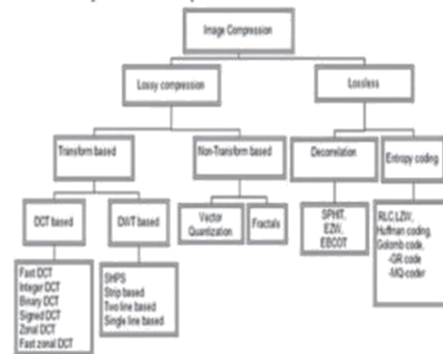 Image Compression
Lossy compression
Lossless
Transform based
Non-Transform based
Decorrelation
Entropy coding
DCT based
DWT based
Vector
Quantization
Fractals
SPHIT,
EZW,
EBCOT
RLC,LZW,
Huffman coding,
Golomb code,
-GR code
-MQ-coder
Fast DCT
Integer DCT
Binary DCT
Signed DCT
Zonal DCT
Fast zonal DCT
SHPS
Strip based
Two line based
Single line based